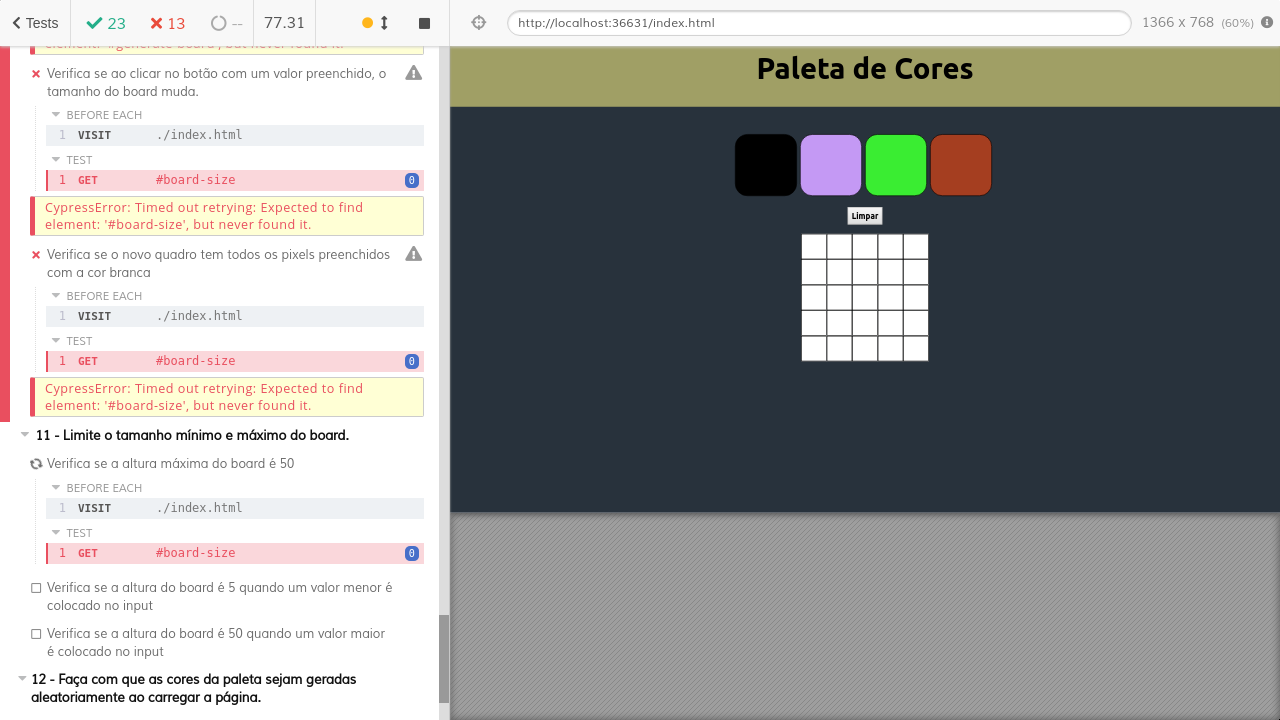 Tests
23
13
--
77.31
http://localhost:36631/index.html
1366 x 768 (60%)
element: '#generate-board', but never found it.
Verifica se ao clicar no botão com um valor preenchido, o
tamanho do board muda.
BEFORE EACH
1 VISIT ./index.html
TEST
1 GET #board-size 0
CypressError: Timed out retrying: Expected to find
element: '#board-size', but never found it.
Verifica se o novo quadro tem todos os pixels preenchidos
com a cor branca
BEFORE EACH
1 VISIT ./index.html
TEST
1 GET #board-size 0
CypressError: Timed out retrying: Expected to find
element: '#board-size', but never found it.
11 - Limite o tamanho mínimo e máximo do board.
Verifica se a altura máxima do board é 50
BEFORE EACH
1 VISIT ./index.html
TEST
1 GET #board-size 0
Verifica se a altura do board é 5 quando um valor menor é
colocado no input
Verifica se a altura do board é 50 quando um valor maior
é colocado no input
12 - Faça com que as cores da paleta sejam geradas
aleatoriamente ao carregar a página.
Paleta de Cores
Limpar